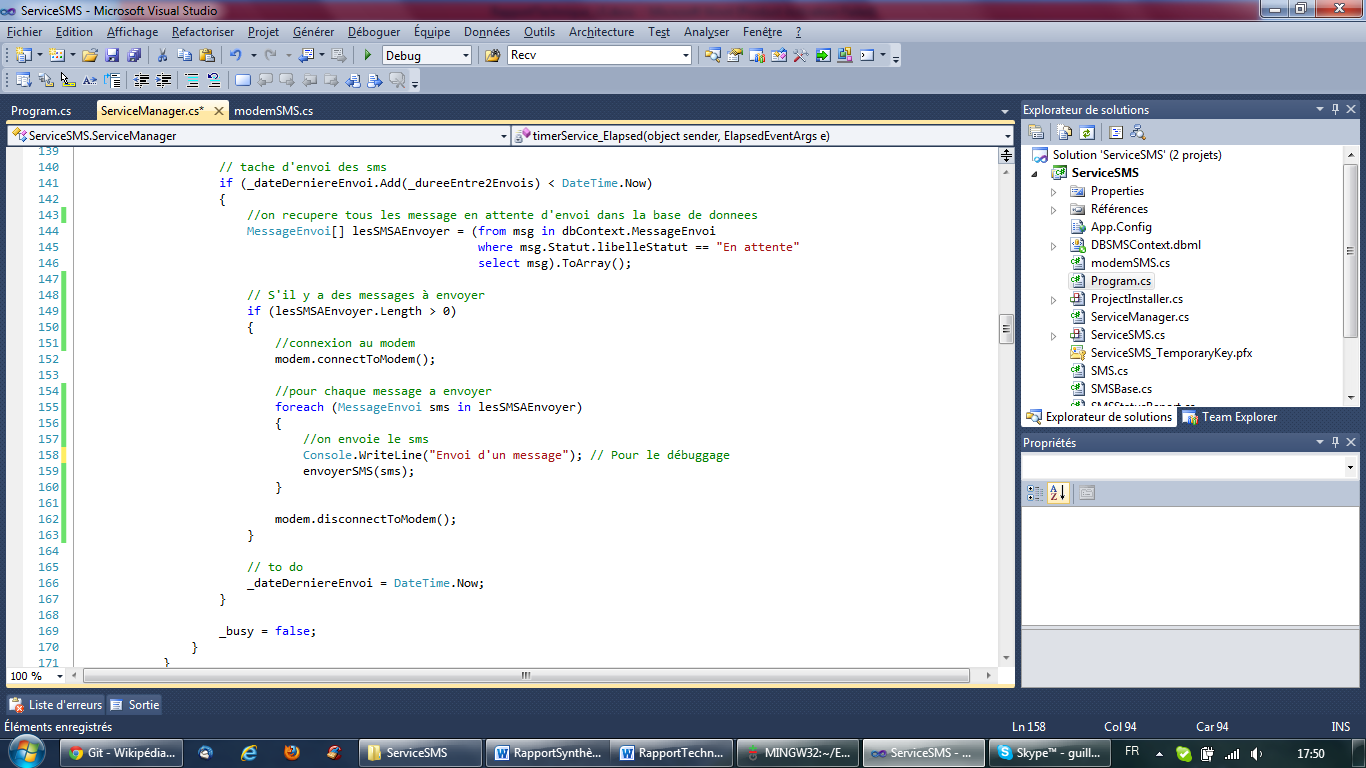 ServiceSMS - Microsoft Visual Studio
Fichier Edition Affichage Refactoriser Projet Générer Déboguer Équipe Données Outils Architecture Test Analyser Fenêtre ?
Debug Recv
Program.cs ServiceManager.cs* modemSMS.cs
ServiceSMS.ServiceManager timerService_Elapsed(object sender, ElapsedEventArgs e)
139
140 // tache d'envoi des sms
141 if (_dateDerniereEnvoi.Add(_dureeEntre2Envois) < DateTime.Now)
142 {
143 //on recupere tous les message en attente d'envoi dans la base de donnees
144 MessageEnvoi[] lesSMSAEnvoyer = (from msg in dbContext.MessageEnvoi
145 where msg.Statut.libelleStatut == "En attente"
146 select msg).ToArray();
147
148 // S'il y a des messages à envoyer
149 if (lesSMSAEnvoyer.Length > 0)
150 {
151 //connexion au modem
152 modem.connectToModem();
153
154 //pour chaque message a envoyer
155 foreach (MessageEnvoi sms in lesSMSAEnvoyer)
156 {
157 //on envoie le sms
158 Console.WriteLine("Envoi d'un message"); // Pour le débuggage
159 envoyerSMS(sms);
160 }
161
162 modem.disconnectToModem();
163 }
164
165 // to do
166 _dateDerniereEnvoi = DateTime.Now;
167 }
168
169 _busy = false;
170 }
171 }
100 %
Explorateur de solutions
Solution 'ServiceSMS' (2 projets)
ServiceSMS
Properties
Références
App.Config
DBSMSContext.dbml
modemSMS.cs
Program.cs
ProjectInstaller.cs
ServiceManager.cs
ServiceSMS.cs
ServiceSMS_TemporaryKey.pfx
SMS.cs
SMSBase.cs
SMSStatusReport.cs
Explorateur de solutions Team Explorer
Propriétés
Liste d'erreurs Sortie
Éléments enregistrés Ln 158 Col 94 Car 94 INS
Git - Wikipédia... ServiceSMS RapportSynthè... RapportTechn... MINGW32:~/E... ServiceSMS - ... Skype™ - guill... FR 17:50